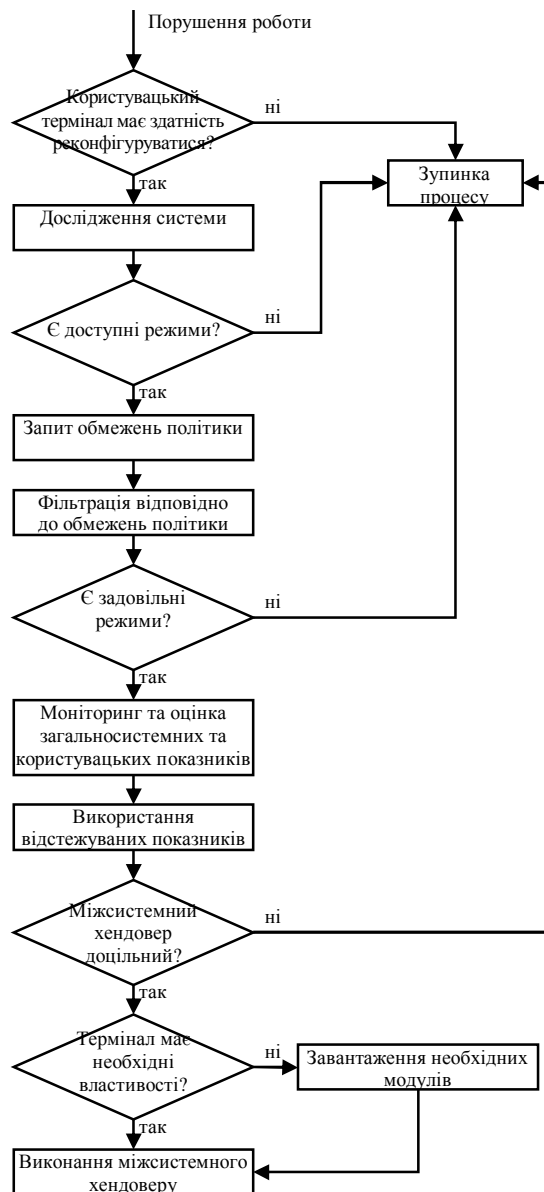 Порушення роботи
Користувацький
термінал має здатність
реконфігуруватися?
ні
так
Зупинка
процесу
Дослідження системи
Є доступні режими?
ні
так
Запит обмежень політики
Фільтрація відповідно
до обмежень політики
Є задовільні
режими?
ні
так
Моніторинг та оцінка
загальносистемних та
користувацьких показників
Використання
відстежуваних показників
Міжсистемний
хендовер
доцільний?
ні
так
Термінал має
необхідні
властивості?
ні
Завантаження необхідних
модулів
так
Виконання міжсистемного
хендоверу